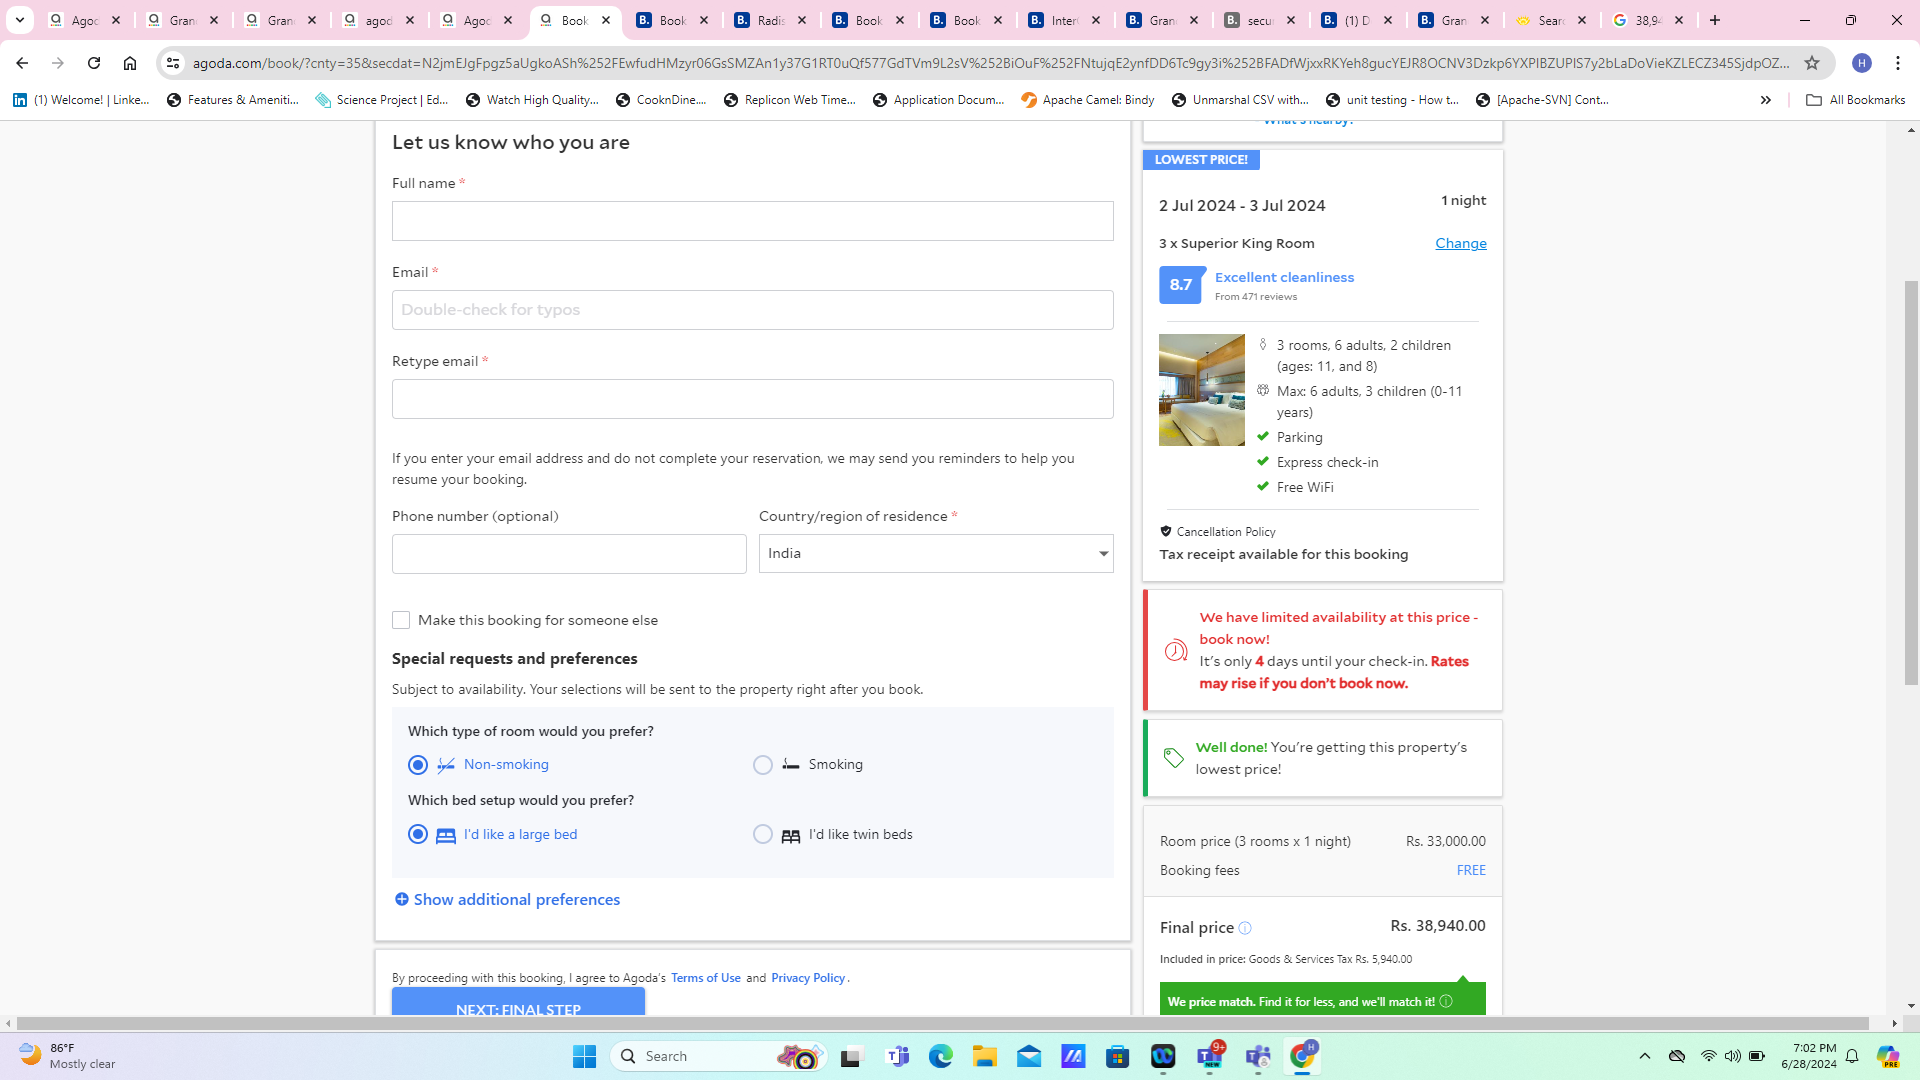 Agod
Gran
Gran
agod
Agod
Book
Book
Radis
Book
Book
Inter
Gran
secu
(1) D
Gran
Sear
38,94
agoda.com/book/?cnty=35&secdat=N2jmEJgFpgz5aUgkoASh%252FEwfudHMzyr06GsSMZAn1y37G1RT0uQf577GdTVm9L2sV%252BiOuF%252FNtujqE2ynfDD6Tc9gy3i%252BFADfWjxxRKYeh8gucYEJR8OCNV3Dzkp6YXPIBZUPlS7y2bLaDoVieKZLECZ345SjdpOZ...
H
(1) Welcome! | Linke...
Features & Ameniti...
Science Project | Ed...
Watch High Quality...
CooknDine....
Replicon Web Time...
Application Docum...
Apache Camel: Bindy
Unmarshal CSV with...
unit testing - How t...
[Apache-SVN] Cont...
All Bookmarks
Let us know who you are
Full name *
Email *
Double-check for typos
Retype email *
If you enter your email address and do not complete your reservation, we may send you reminders to help you
resume your booking.
Phone number (optional)
Country/region of residence *
India
Make this booking for someone else
Special requests and preferences
Subject to availability. Your selections will be sent to the property right after you book.
Which type of room would you prefer?
Non-smoking
Smoking
Which bed setup would you prefer?
I'd like a large bed
I'd like twin beds
Show additional preferences
By proceeding with this booking, I agree to Agoda's Terms of Use and Privacy Policy.
NEXT: FINAL STEP
What's nearby?
LOWEST PRICE!
2 Jul 2024 - 3 Jul 2024
1 night
3 x Superior King Room
Change
8.7
Excellent cleanliness
From 471 reviews
3 rooms, 6 adults, 2 children
(ages: 11, and 8)
Max: 6 adults, 3 children (0-11
years)
Parking
Express check-in
Free WiFi
Cancellation Policy
Tax receipt available for this booking
We have limited availability at this price -
book now!
It's only 4 days until your check-in. Rates
may rise if you don't book now.
Well done! You're getting this property's
lowest price!
Room price (3 rooms x 1 night)
Rs. 33,000.00
Booking fees
FREE
Final price
Rs. 38,940.00
Included in price: Goods & Services Tax Rs. 5,940.00
We price match. Find it for less, and we'll match it!
86°F
Mostly clear
Search
9+
NEW
H
7:02 PM
6/28/2024
PRE